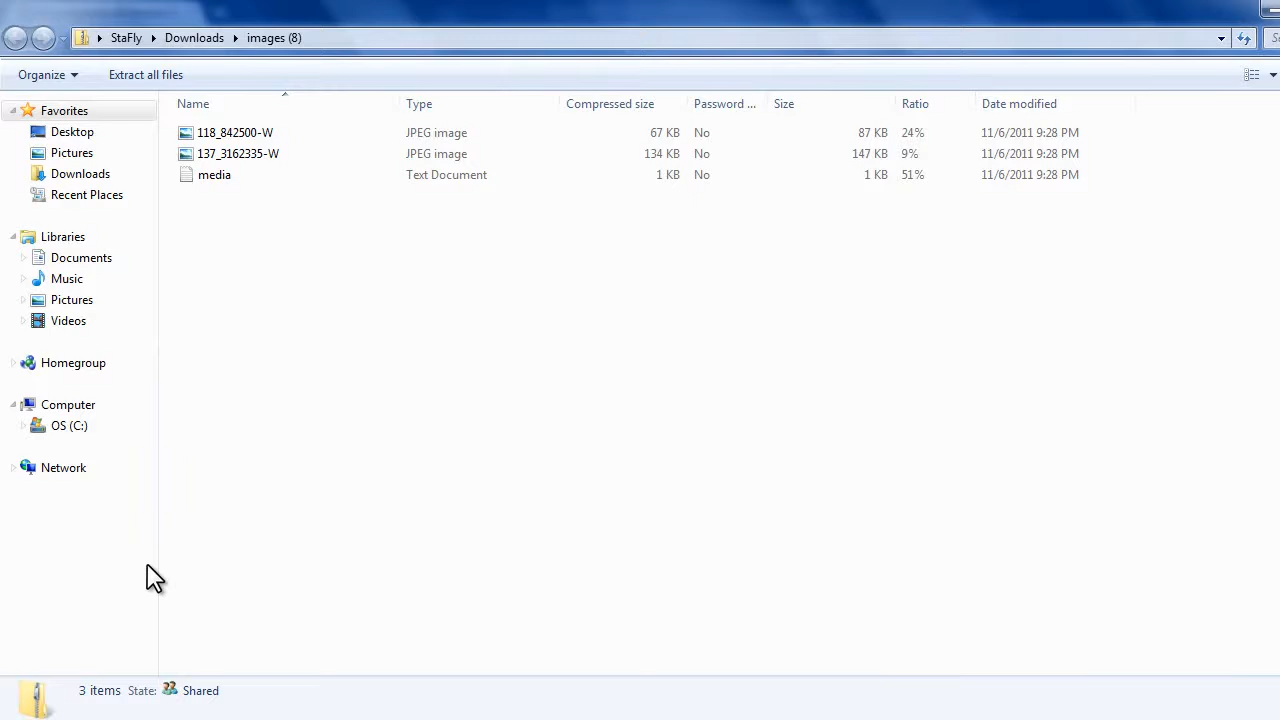 StaFly Downloads images (8)
Organize Extract all files
Name Type Compressed size Password ... Size Ratio Date modified
118_842500-W JPEG image 67 KB No 87 KB 24% 11/6/2011 9:28 PM
137_3162335-W JPEG image 134 KB No 147 KB 9% 11/6/2011 9:28 PM
media Text Document 1 KB No 1 KB 51% 11/6/2011 9:28 PM
Favorites
Desktop
Pictures
Downloads
Recent Places
Libraries
Documents
Music
Pictures
Videos
Homegroup
Computer
OS (C:)
Network
3 items State: Shared